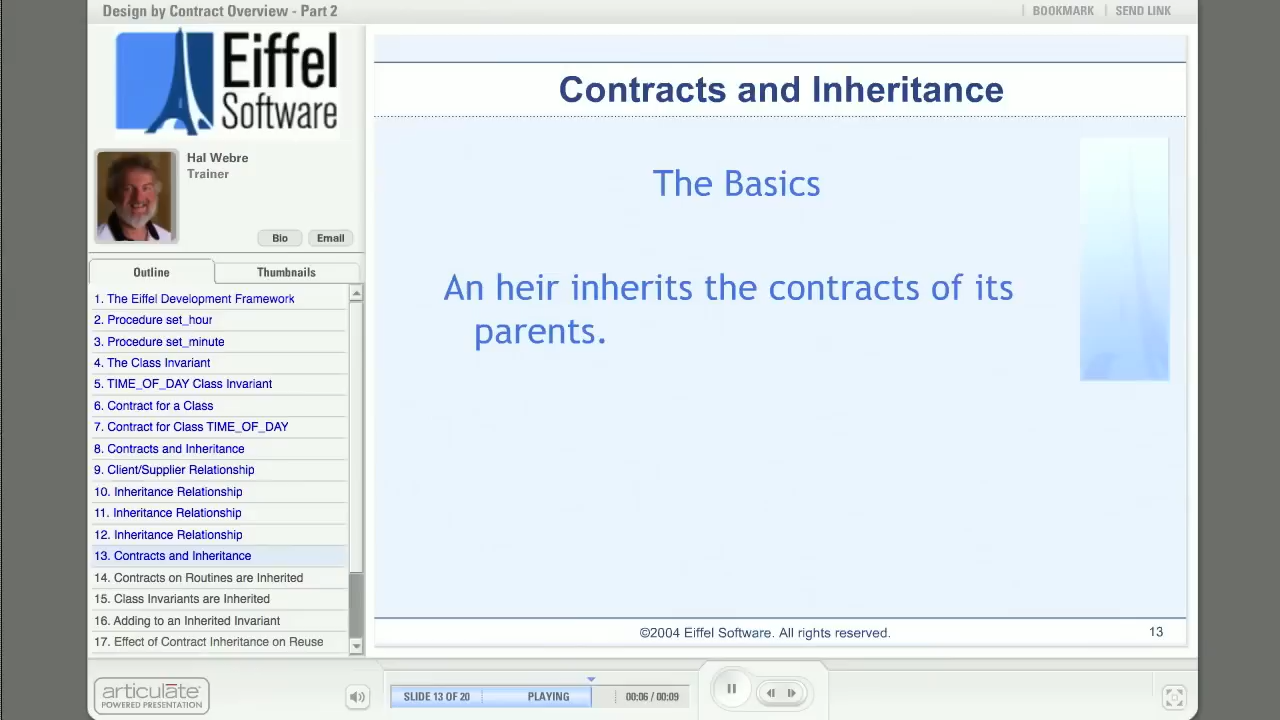 Design by Contract Overview - Part 2
BOOKMARK
SEND LINK
Eiffel
Software
Hal Webre
Trainer
Bio
Email
Outline
Thumbnails
1. The Eiffel Development Framework
2. Procedure set_hour
3. Procedure set_minute
4. The Class Invariant
5. TIME_OF_DAY Class Invariant
6. Contract for a Class
7. Contract for Class TIME_OF_DAY
8. Contracts and Inheritance
9. Client/Supplier Relationship
10. Inheritance Relationship
11. Inheritance Relationship
12. Inheritance Relationship
13. Contracts and Inheritance
14. Contracts on Routines are Inherited
15. Class Invariants are Inherited
16. Adding to an Inherited Invariant
17. Effect of Contract Inheritance on Reuse
Contracts and Inheritance
The Basics
An heir inherits the contracts of its
parents.
©2004 Eiffel Software. All rights reserved.
13
articulate
POWERED PRESENTATION
SLIDE 13 OF 20
PLAYING
00:06 / 00:09